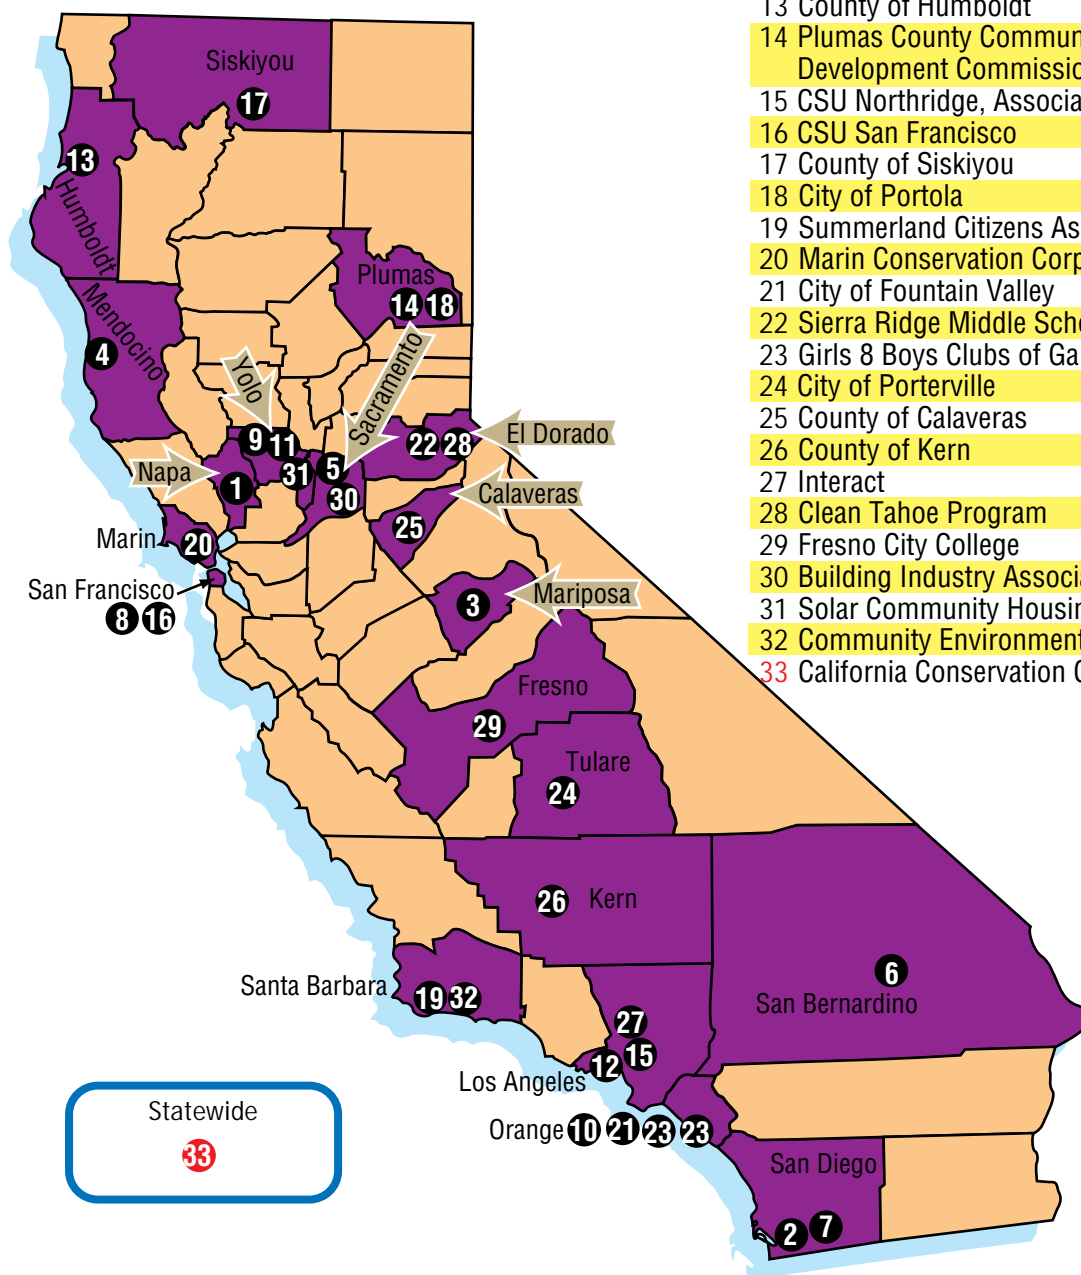 13 County of Humboldt
14 Plumas County Commun
Development Commissio
15 CSU Northridge, Associa
16 CSU San Francisco
17 County of Siskiyou
18 City of Portola
19 Summerland Citizens As
20 Marin Conservation Corp
21 City of Fountain Valley
22 Sierra Ridge Middle Scho
23 Girls 8 Boys Clubs of Ga
24 City of Porterville
25 County of Calaveras
26 County of Kern
27 Interact
28 Clean Tahoe Program
29 Fresno City College
30 Building Industry Associa
31 Solar Community Housin
32 Community Environment
33 California Conservation C
Siskiyou
17
13
Humboldt
Plumas
14 18
Mendocino
4
Yolo
Sacramento
9 11
22 28
El Dorado
Napa
1
31
5
30
Calaveras
25
Marin
20
San Francisco
8 16
Mariposa
3
Fresno
29
Tulare
24
Kern
26
6
San Bernardino
Santa Barbara
19 32
27
15
12
Los Angeles
Orange 10 21 23 23
San Diego
2 7
Statewide
33